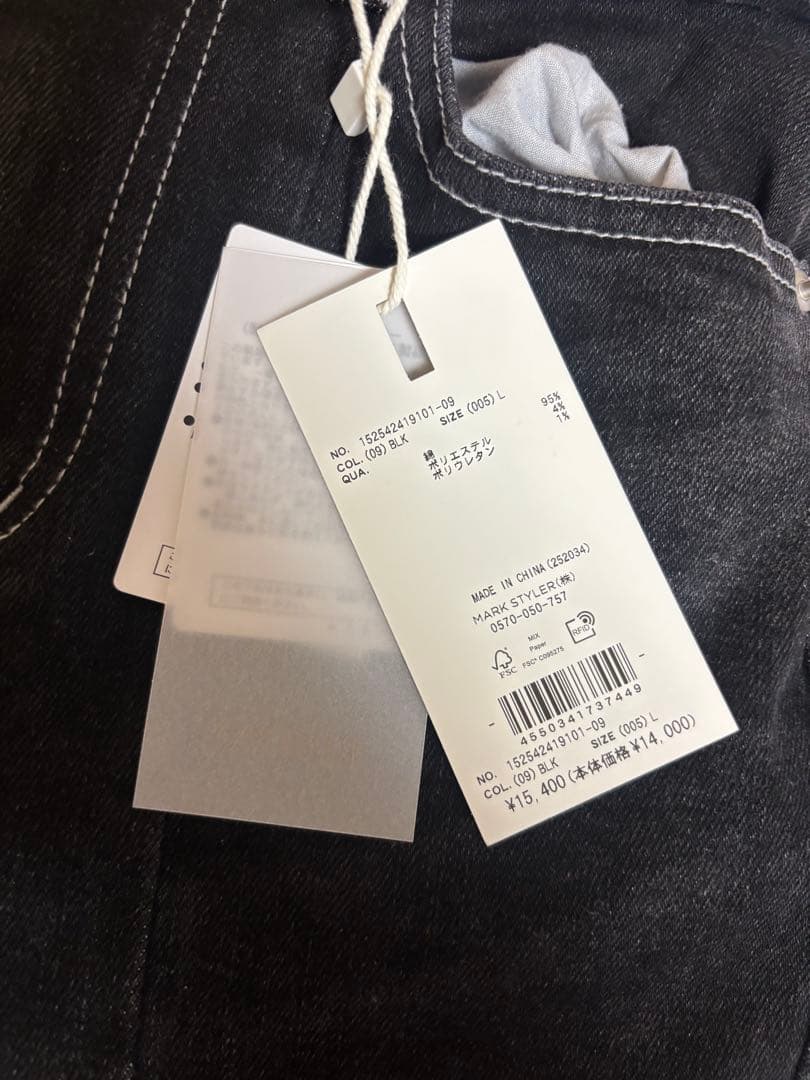 NO. 152542419101-09
COL. (09) BLK SIZE (005) L
QUA. 綿 95%
ポリエステル 4%
ポリウレタン 1%
MADE IN CHINA (252034)
MARK STYLER(株)
0570-050-757
FSC
MIX
Paper
FSC® C095275
RFID
4550341737449
NO. 152542419101-09
COL. (09) BLK SIZE (005) L
¥15,400(本体価格¥14,000)